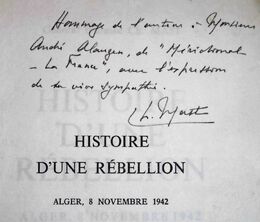 Hommage de l'auteur à Monsieur
André Alauzen, de "Méridional-
La France", avec l'expression
de sa vive sympathie.
HISTOIRE
D'UNE RÉBELLION
ALGER, 8 NOVEMBRE 1942